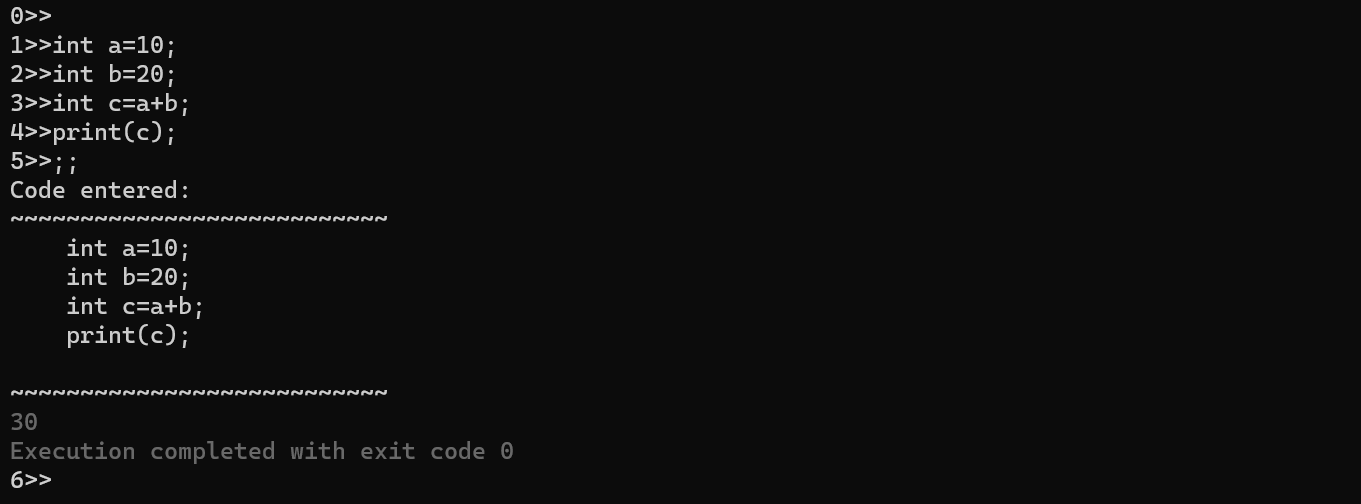 0>>
1>>int a=10;
2>>int b=20;
3>>int c=a+b;
4>>print(c);
5>>;;
Code entered:
~~~~~~~~~~~~~~~~~~~~~~~~~~~
    int a=10;
    int b=20;
    int c=a+b;
    print(c);

~~~~~~~~~~~~~~~~~~~~~~~~~~~
30
Execution completed with exit code 0
6>>